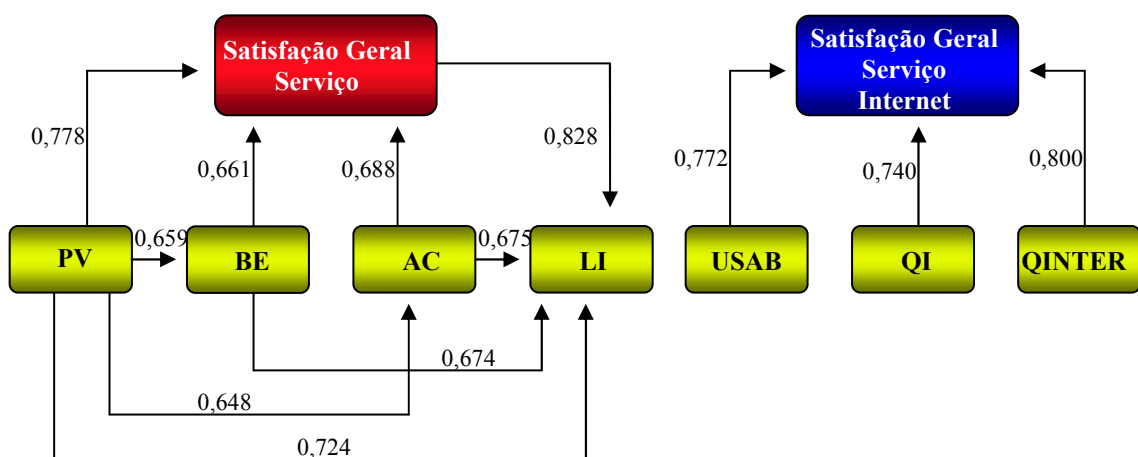 Satisfação Geral
Serviço
Satisfação Geral
Serviço
Internet
0,778
0,661
0,688
0,828
0,772
0,740
0,800
PV
0,659
BE
AC
0,675
LI
USAB
QI
QINTER
0,674
0,648
0,724